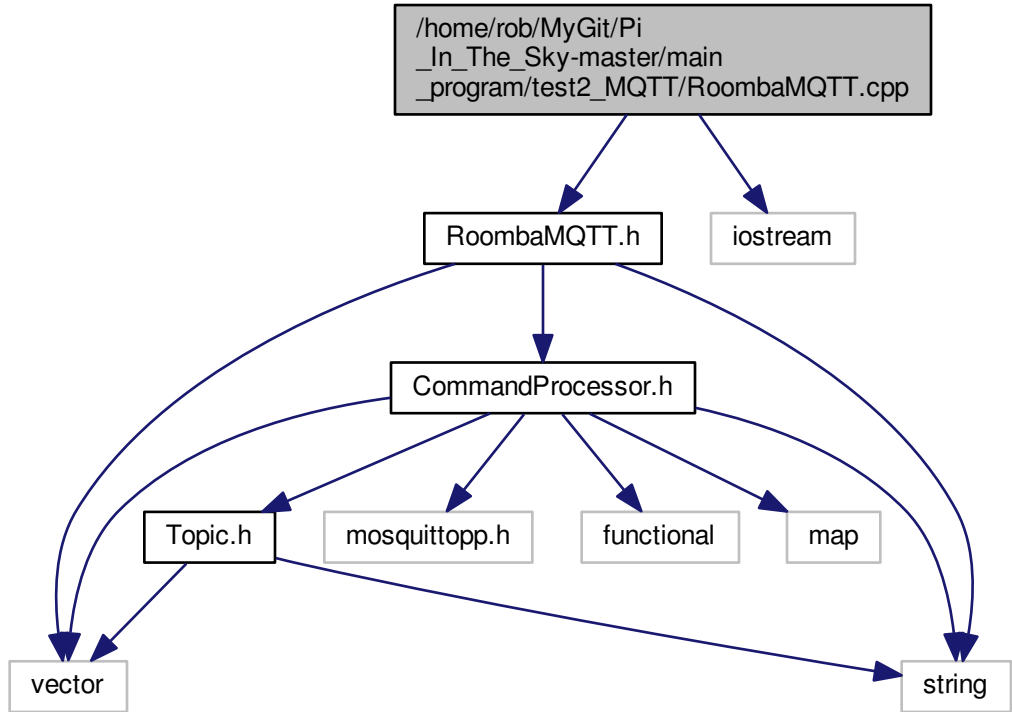 /home/rob/MyGit/Pi
_In_The_Sky-master/main
_program/test2_MQTT/RoombaMQTT.cpp
RoombaMQTT.h
iostream
CommandProcessor.h
Topic.h
mosquittopp.h
functional
map
vector
string